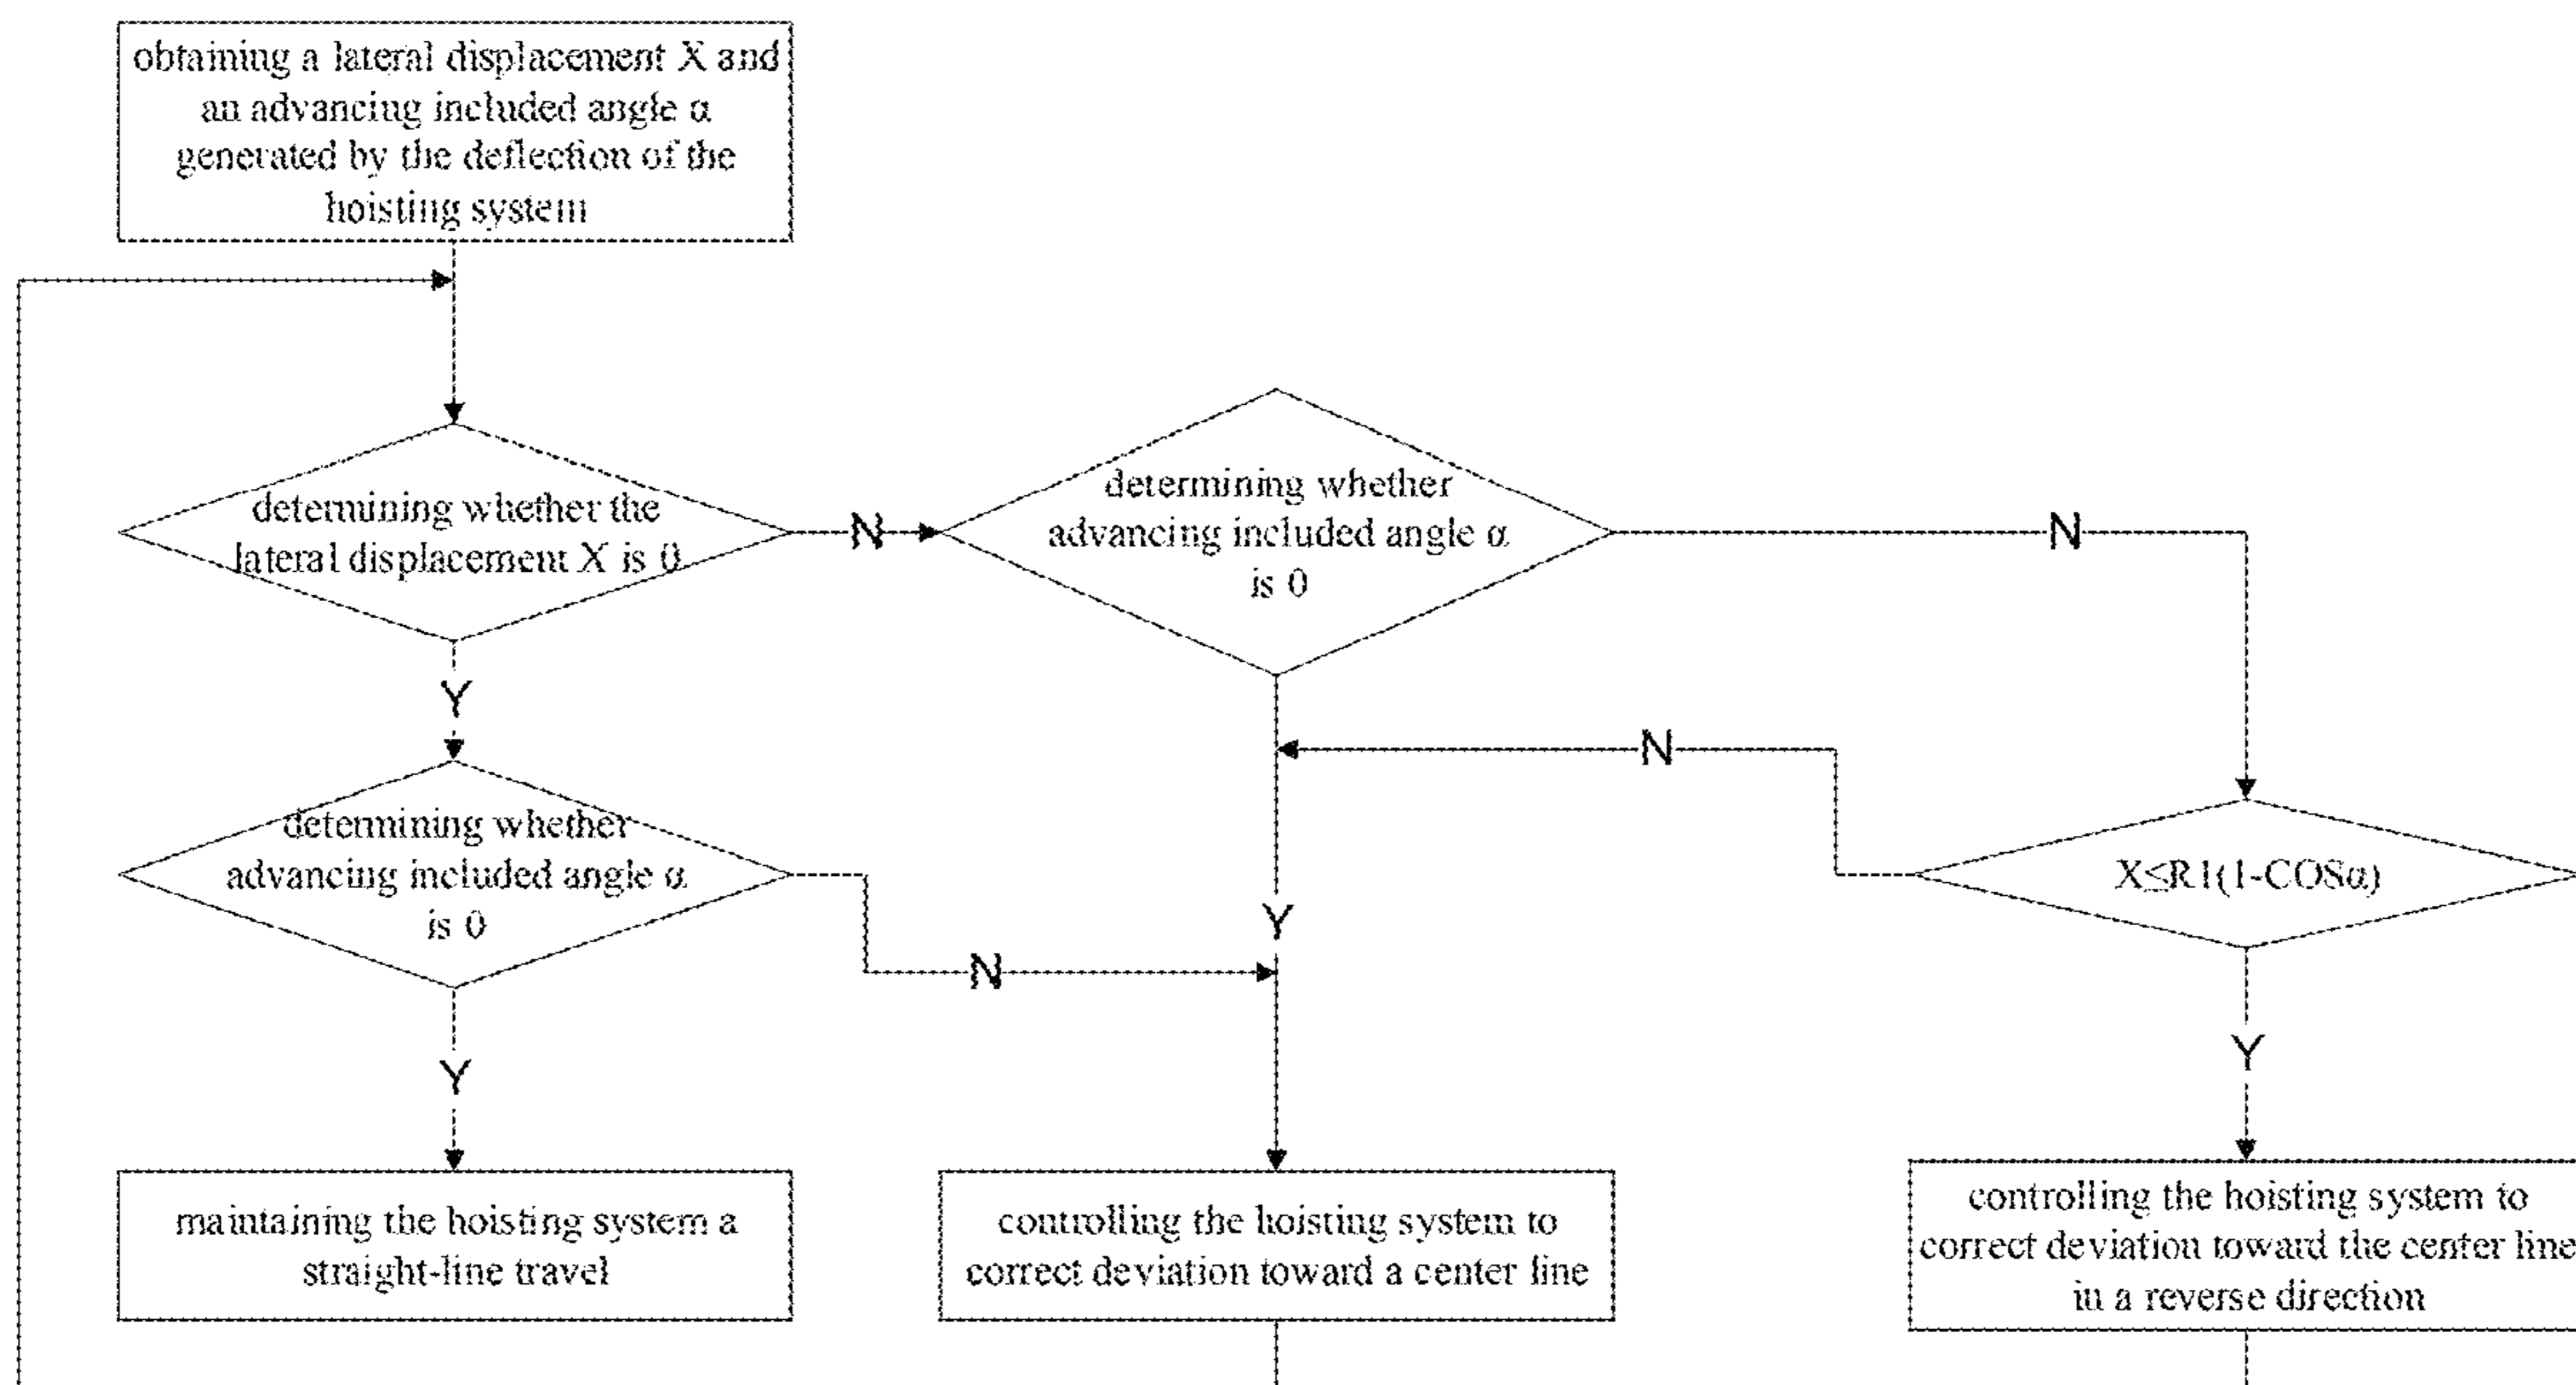 obtaining a lateral displacement X and
an advancing included angle α
generated by the deflection of the
hoisting system
determining whether the
lateral displacement X is 0
N
determining whether
advancing included angle α
is 0
N
Y
N
determining whether
advancing included angle α
is 0
X≤R1(1-COSα)
Y
N
Y
Y
maintaining the hoisting system a
straight-line travel
controlling the hoisting system to
correct deviation toward a center line
controlling the hoisting system to
correct deviation toward the center line
in a reverse direction